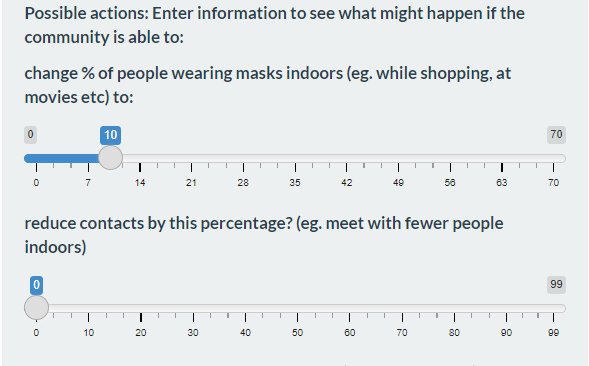 Possible actions: Enter information to see what might happen if the
community is able to:
change % of people wearing masks indoors (eg. while shopping, at
movies etc) to:
0 10 70
0 7 14 21 28 35 42 49 56 63 70
reduce contacts by this percentage? (eg. meet with fewer people
indoors)
0 99
0 10 20 30 40 50 60 70 80 90 99